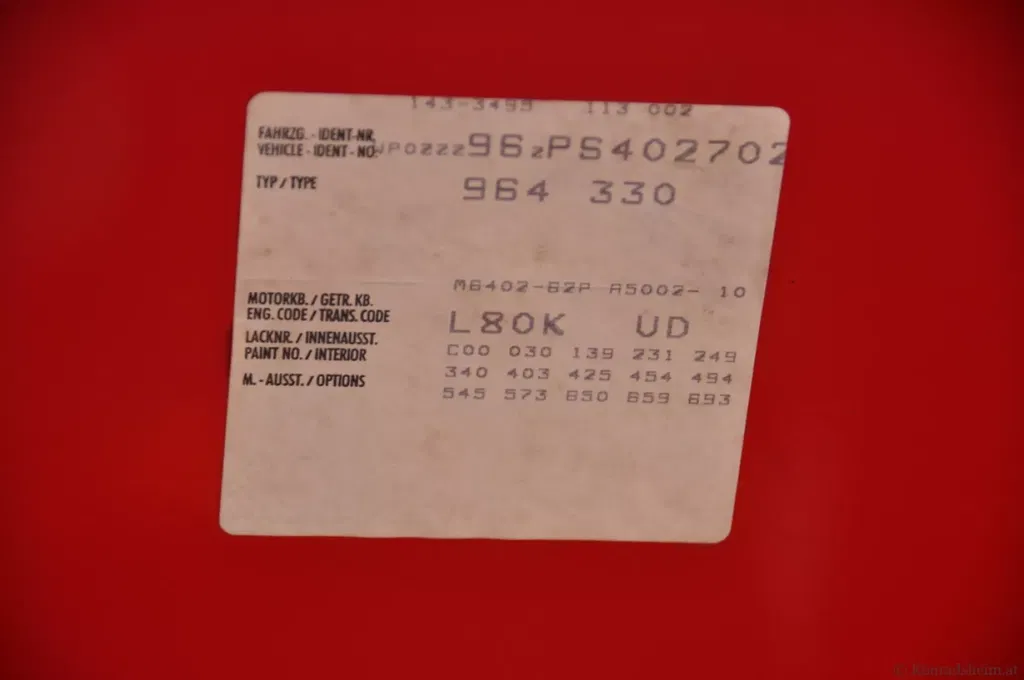 143-3495 113 002
FAHRZG. - IDENT-NR.
VEHICLE - IDENT - NO. WP0ZZZ96ZPS402702
TYP / TYPE 964 330
M6402-62P A5002- 10
MOTORKB. / GETR. KB.
ENG. CODE / TRANS. CODE
L80K UD
LACKNR. / INNENAUSST.
PAINT NO. / INTERIOR
C00 030 139 231 249
M. - AUSST. / OPTIONS
340 403 425 454 494
545 573 650 659 693